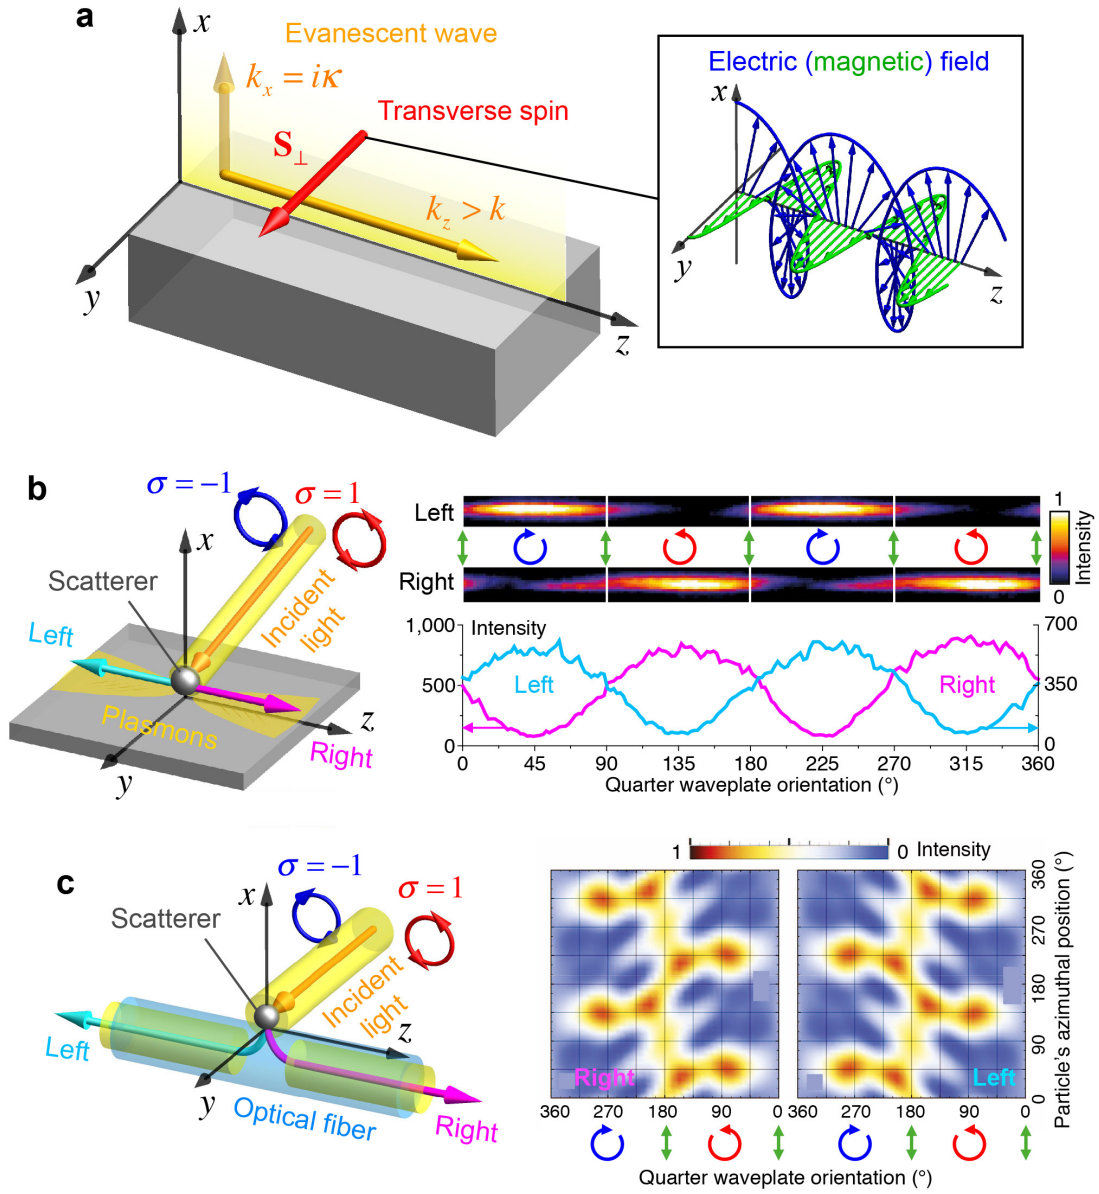 a
x
Evanescent wave
k_x = iκ
Transverse spin
S_⊥
k_z > k
y
z
Electric (magnetic) field
x
y
z
b
σ = −1
σ = 1
x
Scatterer
Incident
light
Left
Plasmons
z
Right
y
Left
Right
1
0
Intensity
1,000
500
0
Intensity
Left
Right
700
350
0
0 45 90 135 180 225 270 315 360
Quarter waveplate orientation (°)
c
σ = −1
σ = 1
x
Scatterer
Incident
light
z
Left
y
Optical fiber
Right
1 0 Intensity
Right
Left
360
270
180
90
0
Particle's azimuthal position (°)
360 270 180 90 0
360 270 180 90 0
Quarter waveplate orientation (°)